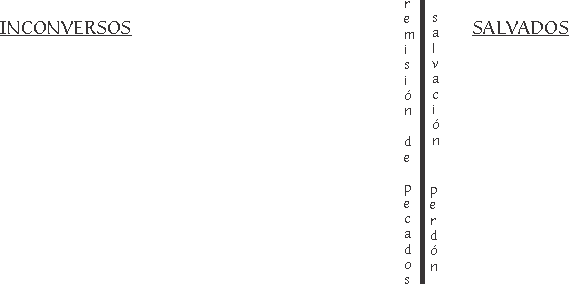 INCONVERSOS
remisión de pecados
salvación perdón
SALVADOS